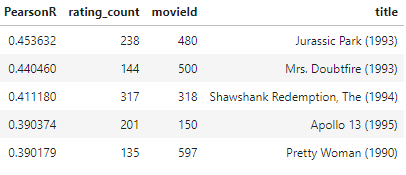 PearsonR rating_count movieId title
0.453632 238 480 Jurassic Park (1993)
0.440460 144 500 Mrs. Doubtfire (1993)
0.411180 317 318 Shawshank Redemption, The (1994)
0.390374 201 150 Apollo 13 (1995)
0.390179 135 597 Pretty Woman (1990)